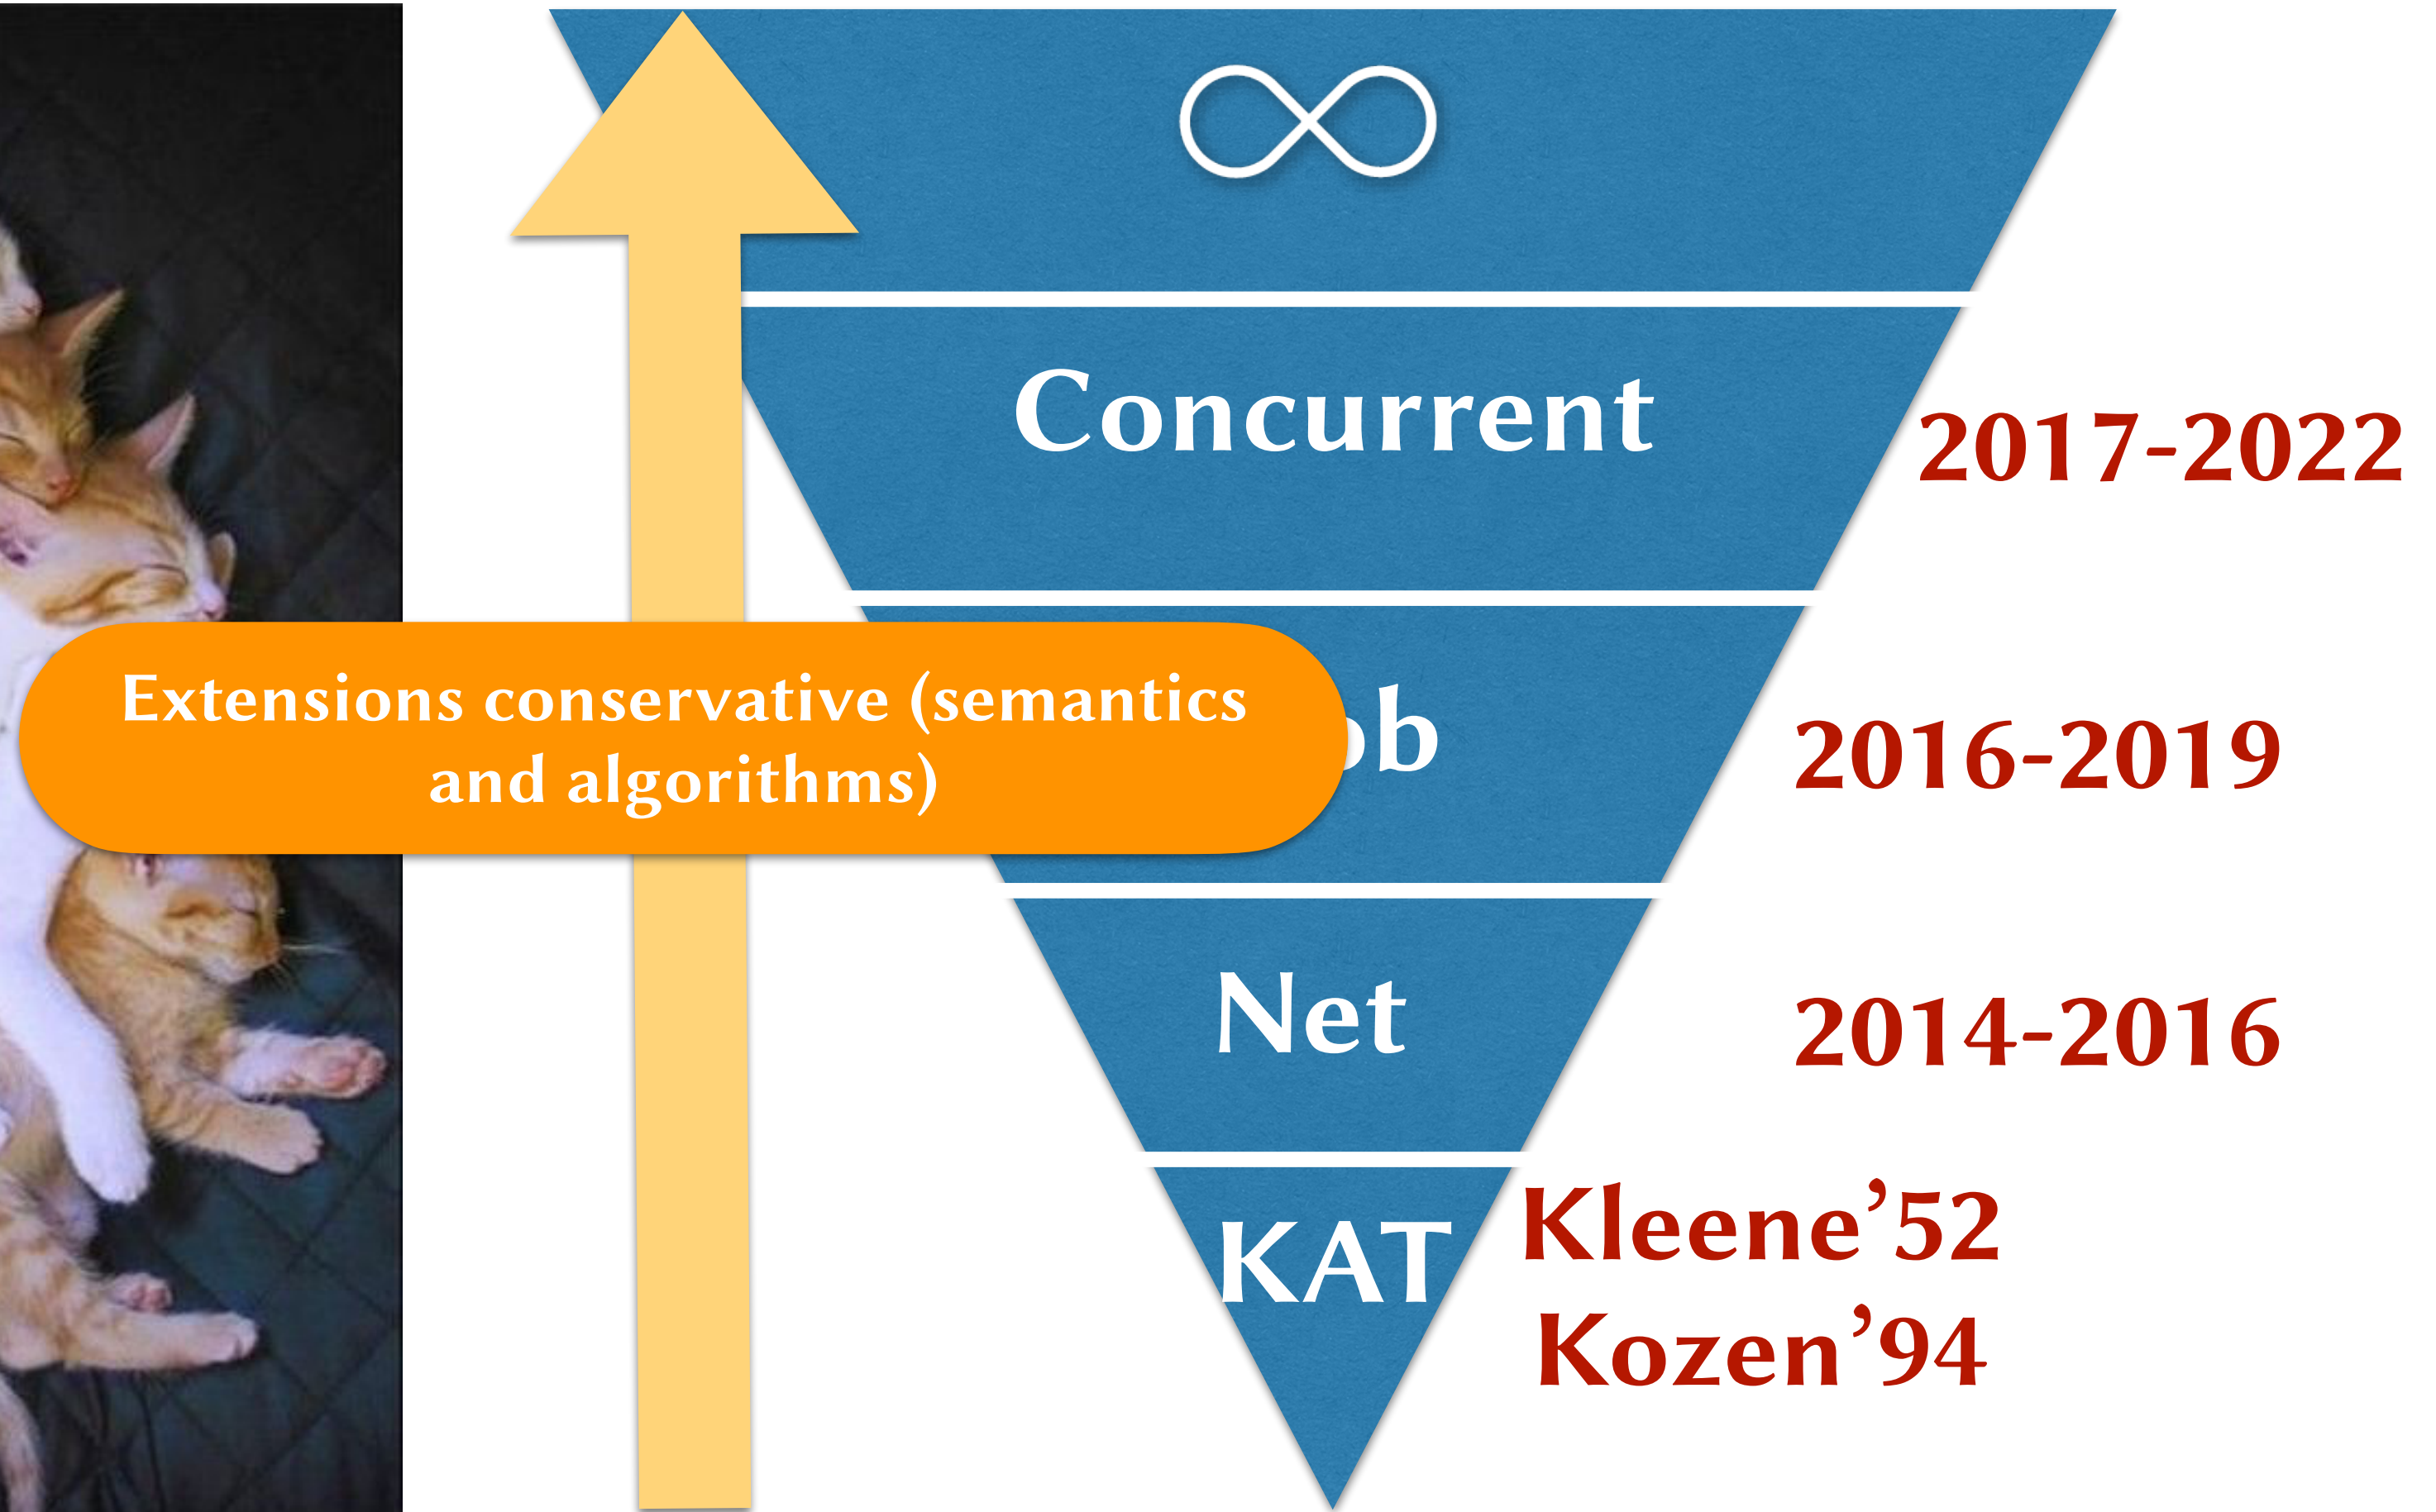 ∞
Concurrent
2017-2022
Extensions conservative (semantics
and algorithms)
2016-2019
Net
2014-2016
KAT
Kleene’52
Kozen’94